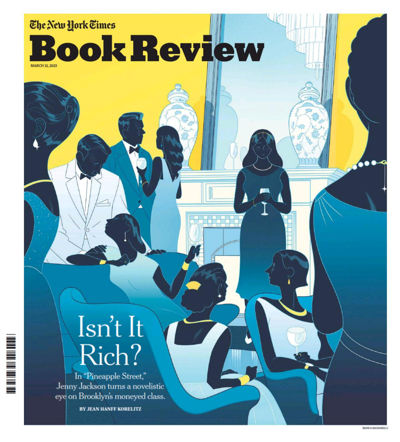 The New York Times
Book Review
MARCH 12, 2023
Isn't It
Rich?
In "Pineapple Street,"
Jenny Jackson turns a novelistic
eye on Brooklyn's moneyed class.
BY JEAN HANFF KORELITZ